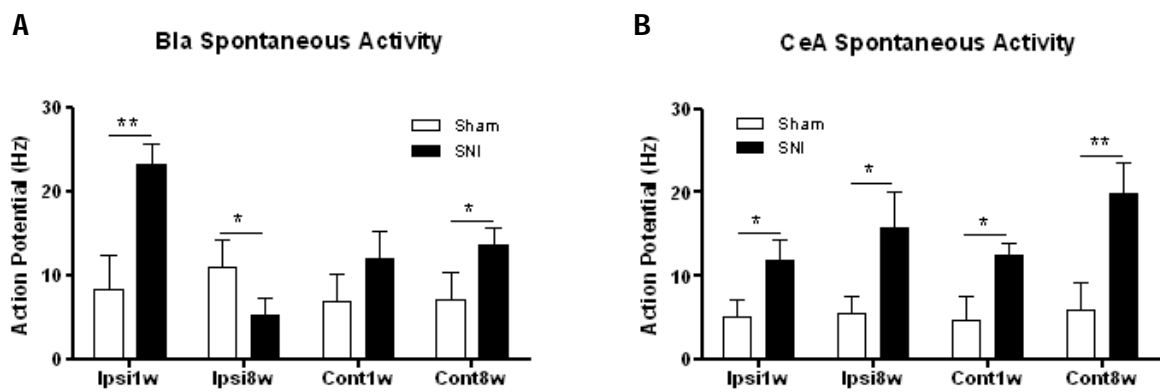 A
Bla Spontaneous Activity
Action Potential (Hz)
30
20
10
0
**
*
*
Sham
SNI
Ipsi1w
Ipsi8w
Cont1w
Cont8w
B
CeA Spontaneous Activity
Action Potential (Hz)
30
20
10
0
Sham
SNI
*
*
*
**
Ipsi1w
Ipsi8w
Cont1w
Cont8w